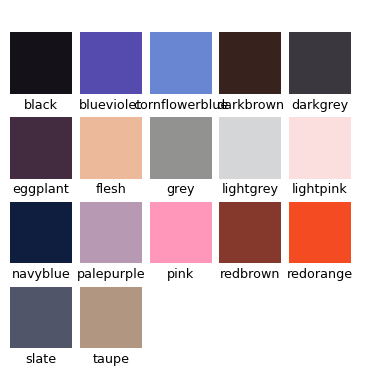 black blueviolet cornflowerblue darkbrown darkgrey
eggplant flesh grey lightgrey lightpink
navyblue palepurple pink redbrown redorange
slate taupe